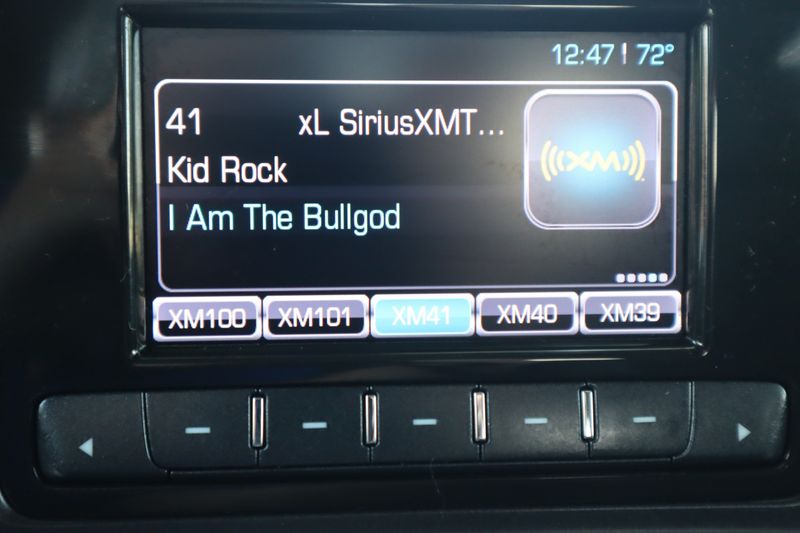 12:47 | 72°
41 xL SiriusXMT...
XM
Kid Rock
I Am The Bullgod
XM100 XM101 XM41 XM40 XM39